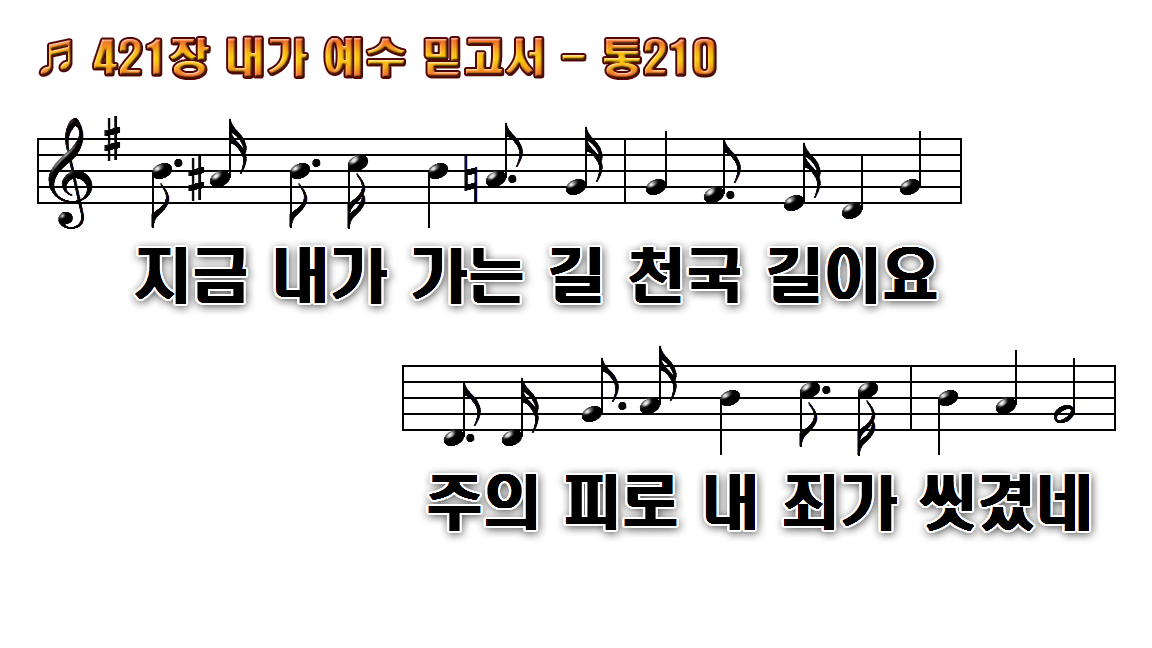 ♬ 421장 내가 예수 믿고서 - 통210
지금 내가 가는 길 천국 길이요
주의 피로 내 죄가 씻겼네